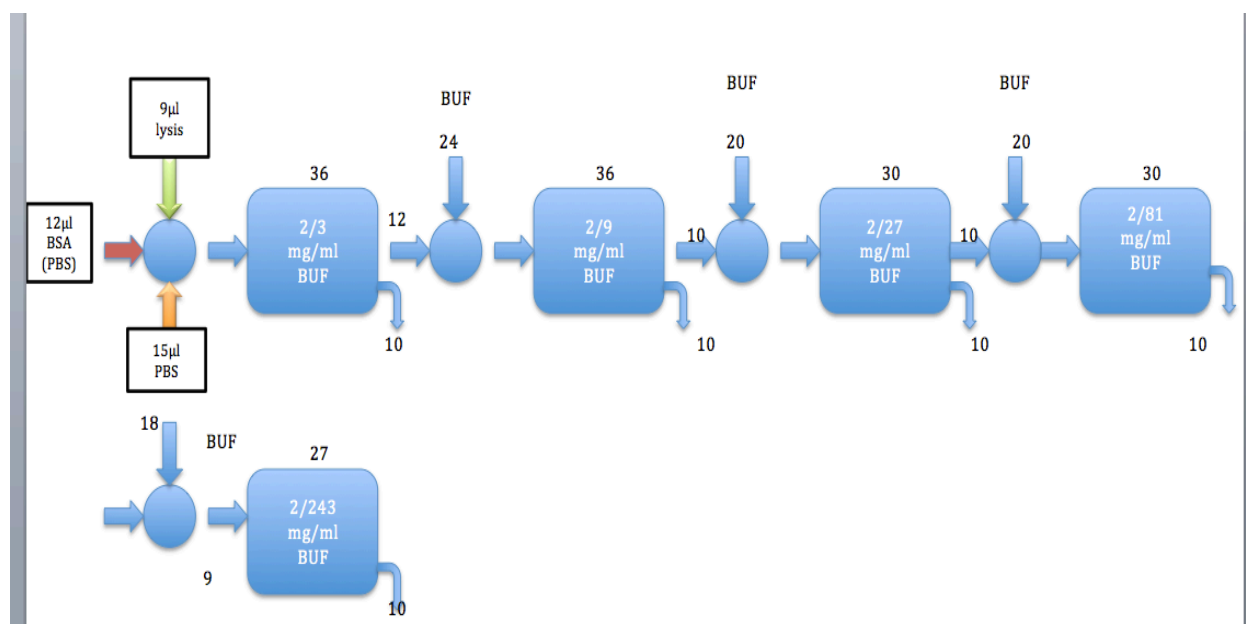 9µl
lysis
BUF
BUF
BUF
24
20
20
36
36
30
30
12µl
BSA
(PBS)
2/3
mg/ml
BUF
12
2/9
mg/ml
BUF
10
2/27
mg/ml
BUF
10
2/81
mg/ml
BUF
15µl
PBS
10
10
10
10
18
BUF
27
2/243
mg/ml
BUF
9
10